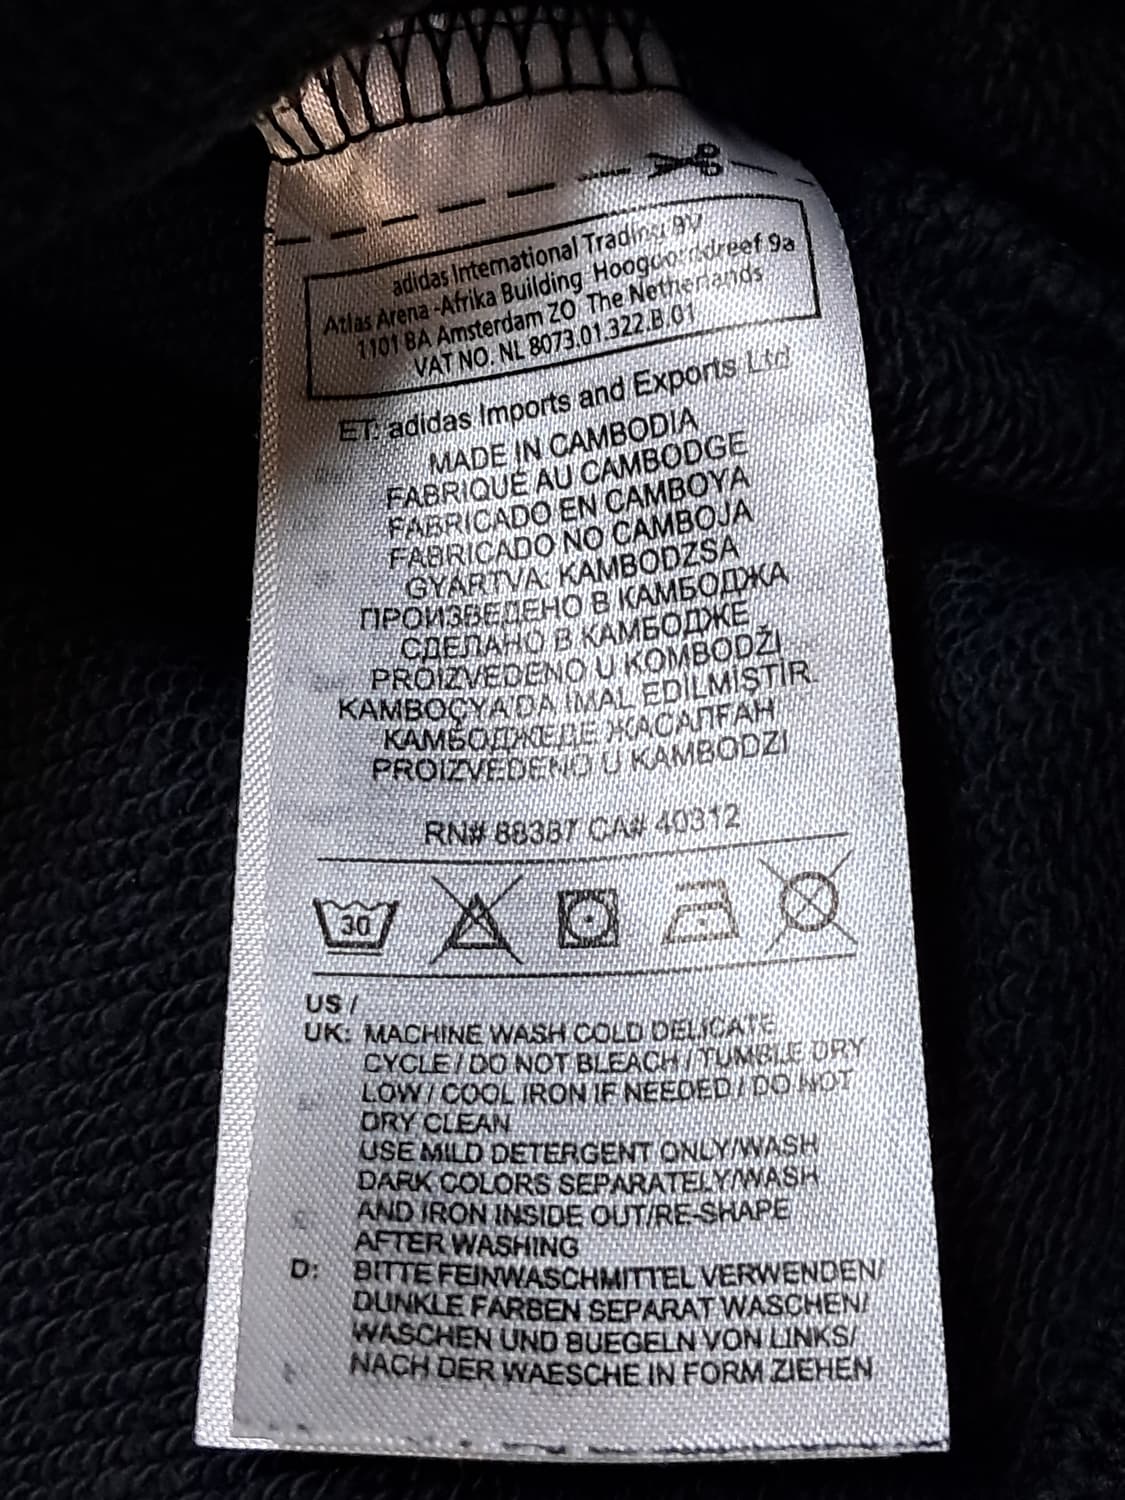 adidas International Trading BV
Atlas Arena -Afrika Building Hoogoorddreef 9a
1101 BA Amsterdam ZO The Netherlands
VAT NO. NL 8073.01.322.B.01
ET: adidas Imports and Exports Ltd
MADE IN CAMBODIA
FABRIQUÉ AU CAMBODGE
FABRICADO EN CAMBOYA
FABRICADO NO CAMBOJA
GYÁRTVA: KAMBODZSA
ПРОИЗВЕДЕНО В КАМБОДЖА
СДЕЛАНО В КАМБОДЖЕ
PROIZVEDENO U KOMBODŽI
KAMBOÇYA DA İMAL EDİLMİŞTİR.
КАМБОДЖЕДЕ ЖАСАЛҒАН
PROIZVEDENO U KAMBODZI
RN# 88387 CA# 40312
30
US /
UK: MACHINE WASH COLD DELICATE
CYCLE / DO NOT BLEACH / TUMBLE DRY
LOW / COOL IRON IF NEEDED / DO NOT
DRY CLEAN
USE MILD DETERGENT ONLY/WASH
DARK COLORS SEPARATELY/WASH
AND IRON INSIDE OUT/RE-SHAPE
AFTER WASHING
D: BITTE FEINWASCHMITTEL VERWENDEN/
DUNKLE FARBEN SEPARAT WASCHEN/
WASCHEN UND BUEGELN VON LINKS/
NACH DER WAESCHE IN FORM ZIEHEN